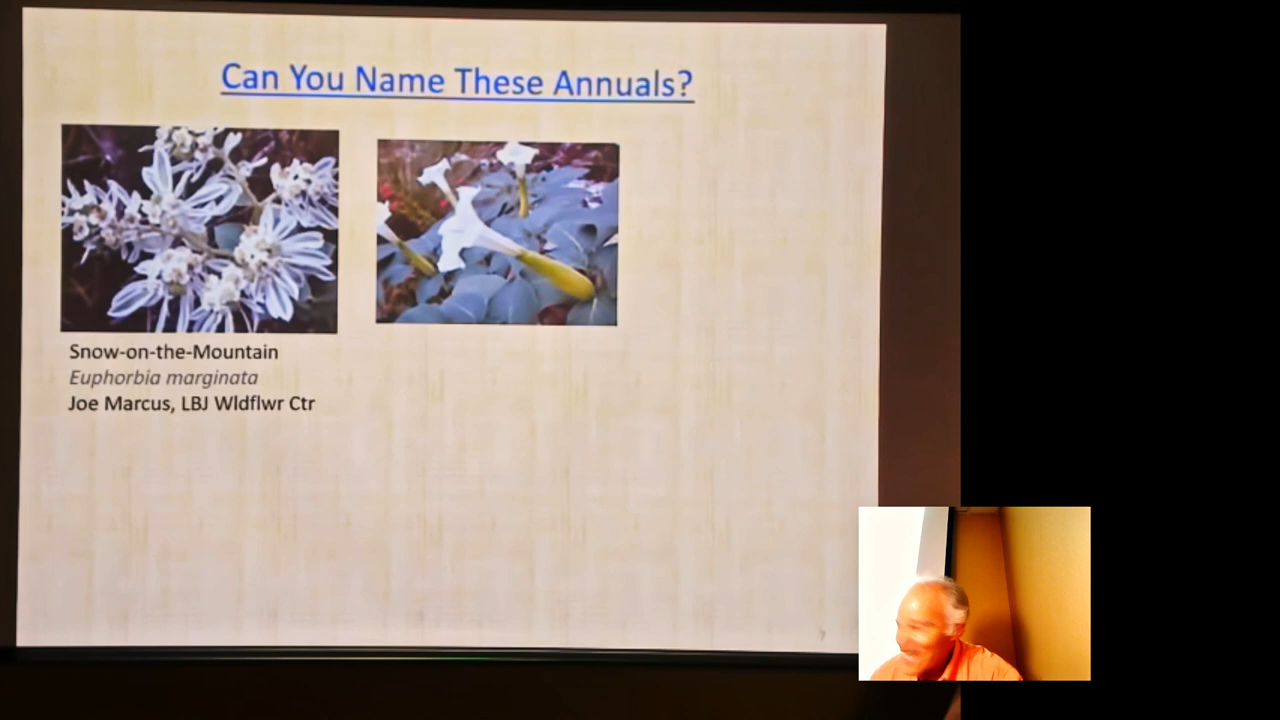 Can You Name These Annuals?
Snow-on-the-Mountain
Euphorbia marginata
Joe Marcus, LBJ Wldflwr Ctr